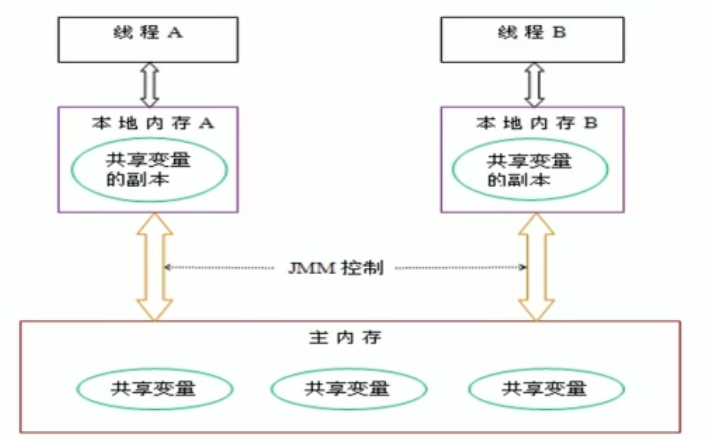 线程 A
线程 B
本地内存 A
本地内存 B
共享变量
的副本
共享变量
的副本
JMM 控制
主内存
共享变量
共享变量
共享变量